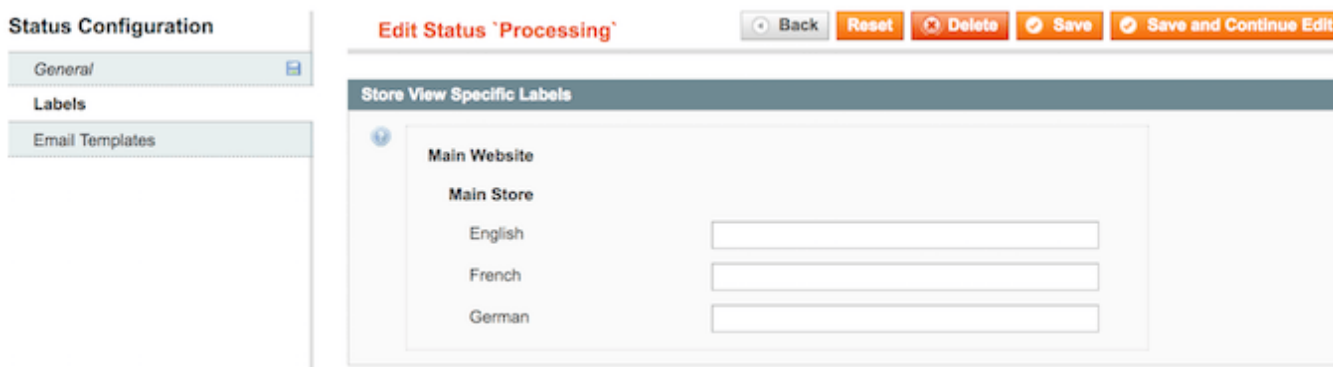 Status Configuration
General
Labels
Email Templates
Edit Status `Processing`
Back Reset Delete Save Save and Continue Edit
Store View Specific Labels
Main Website
Main Store
English
French
German